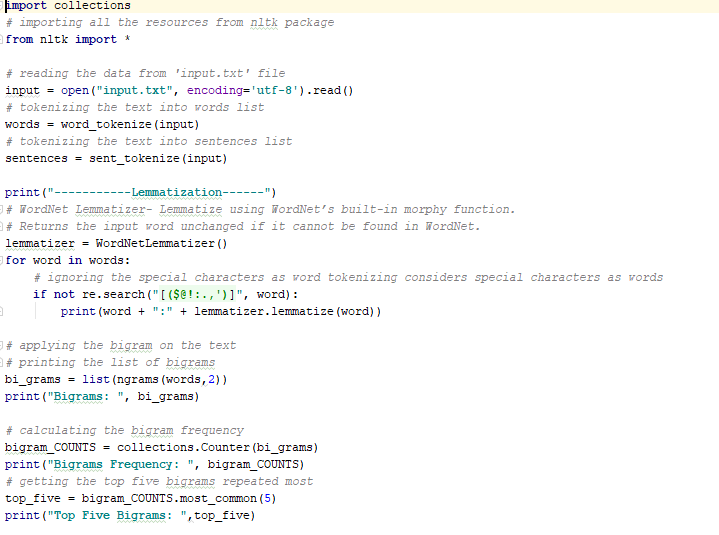 import collections
# importing all the resources from nltk package
from nltk import *
# reading the data from 'input.txt' file
input = open("input.txt", encoding='utf-8').read()
# tokenizing the text into words list
words = word_tokenize(input)
# tokenizing the text into sentences list
sentences = sent_tokenize(input)
print("-----------Lemmatization------")
# WordNet Lemmatizer- Lemmatize using WordNet's built-in morphy function.
# Returns the input word unchanged if it cannot be found in WordNet.
lemmatizer = WordNetLemmatizer()
for word in words:
    # ignoring the special characters as word tokenizing considers special characters as words
    if not re.search("[($@!:.,')]", word):
        print(word + ":" + lemmatizer.lemmatize(word))
# applying the bigram on the text
# printing the list of bigrams
bi_grams = list(ngrams(words,2))
print("Bigrams: ", bi_grams)
# calculating the bigram frequency
bigram_COUNTS = collections.Counter(bi_grams)
print("Bigrams Frequency: ", bigram_COUNTS)
# getting the top five bigrams repeated most
top_five = bigram_COUNTS.most_common(5)
print("Top Five Bigrams: ",top_five)